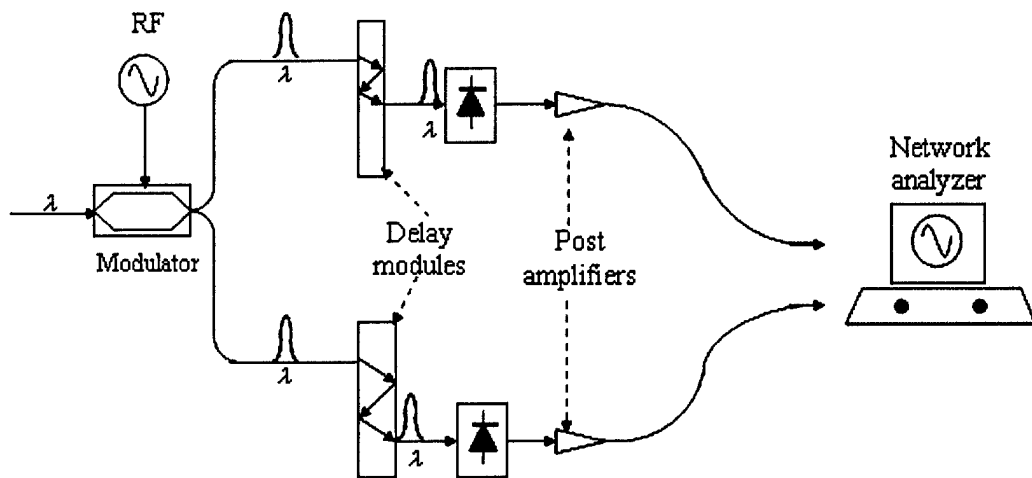 RF
λ
λ
λ
Modulator
Delay
modules
Post
amplifiers
Network
analyzer
λ
λ